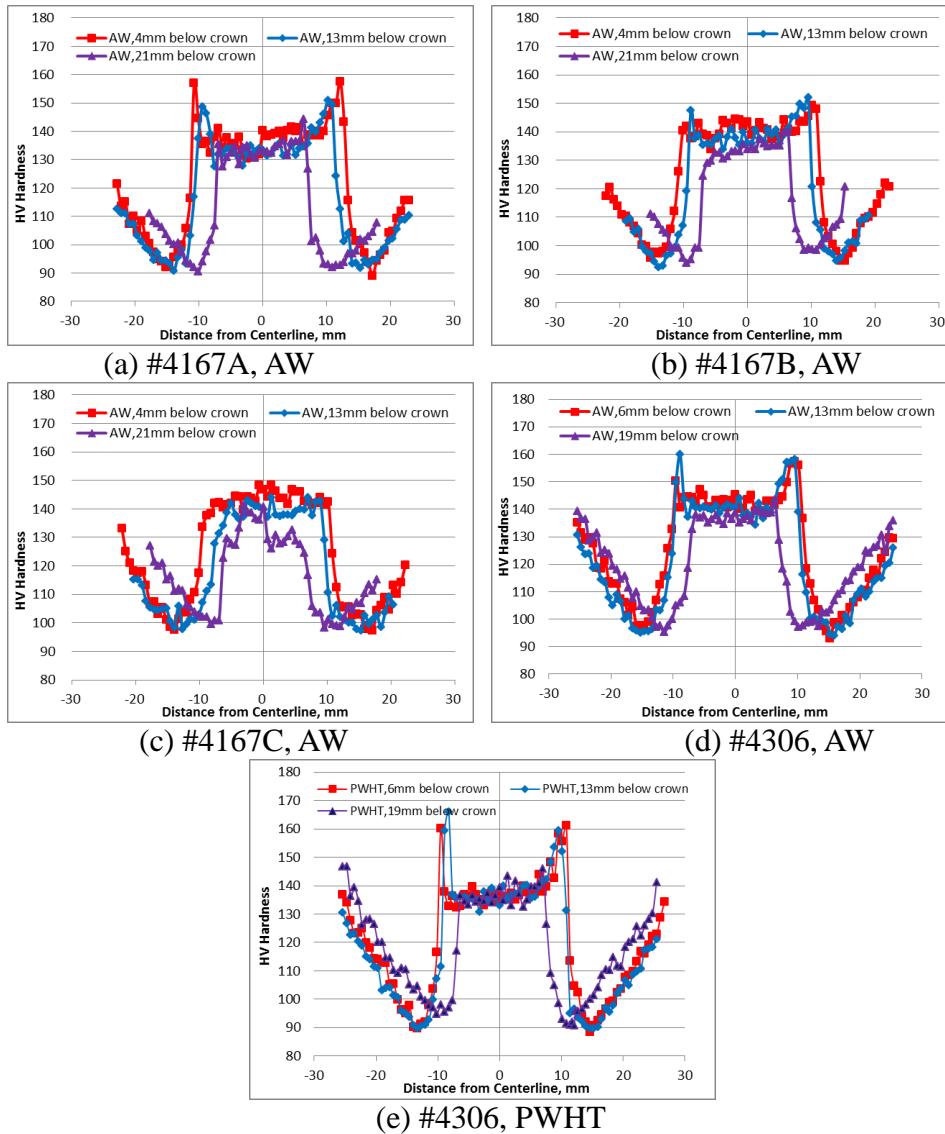 180
170
160
150
140
130
120
110
100
90
80
HV Hardness
AW,4mm below crown AW,13mm below crown
AW,21mm below crown
-30 -20 -10 0 10 20 30
Distance from Centerline, mm
(a) #4167A, AW
180
170
160
150
140
130
120
110
100
90
80
HV Hardness
AW,4mm below crown AW,13mm below crown
AW,21mm below crown
-30 -20 -10 0 10 20 30
Distance from Centerline, mm
(b) #4167B, AW
180
170
160
150
140
130
120
110
100
90
80
HV Hardness
AW,4mm below crown AW,13mm below crown
AW,21mm below crown
-30 -20 -10 0 10 20 30
Distance from Centerline, mm
(c) #4167C, AW
180
170
160
150
140
130
120
110
100
90
80
HV Hardness
AW,6mm below crown AW,13mm below crown
AW,19mm below crown
-30 -20 -10 0 10 20 30
Distance from Centerline, mm
(d) #4306, AW
180
170
160
150
140
130
120
110
100
90
80
HV Hardness
PWHT,6mm below crown PWHT,13mm below crown
PWHT,19mm below crown
-30 -20 -10 0 10 20 30
Distance from Centerline, mm
(e) #4306, PWHT